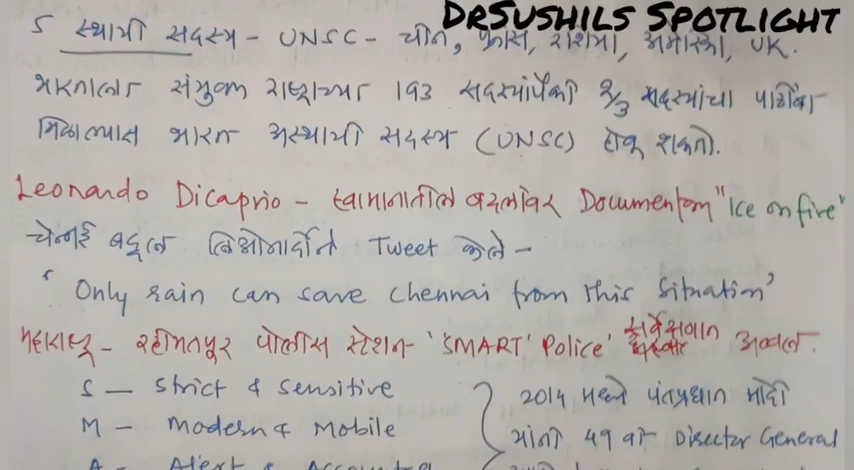 DrSushils Spotlight
5 स्थायी सदस्य - UNSC - चीन, फ्रांस, रशिया, अमेरिका, UK.
भारताला संयुक्त राष्ट्राच्या 193 सदस्यांपैकी 2/3 सदस्यांचा पाठींबा
मिळाल्यास भारत अस्थायी सदस्य (UNSC) होवू शकतो.
Leonardo Dicaprio - हवामानातील बदलांवर "Ice on fire"
चेन्नई बद्दल लिओनार्दोने Tweet केले -
'Only rain can save Chennai from this situation'
महाराष्ट्र - रहीमतपूर पोलीस स्टेशन - 'SMART' Police' अव्वल.
S - Strict & Sensitive
M - Modern & Mobile
2014 मध्ये पंतप्रधान मोदी
यांनी 49 व्या Director General